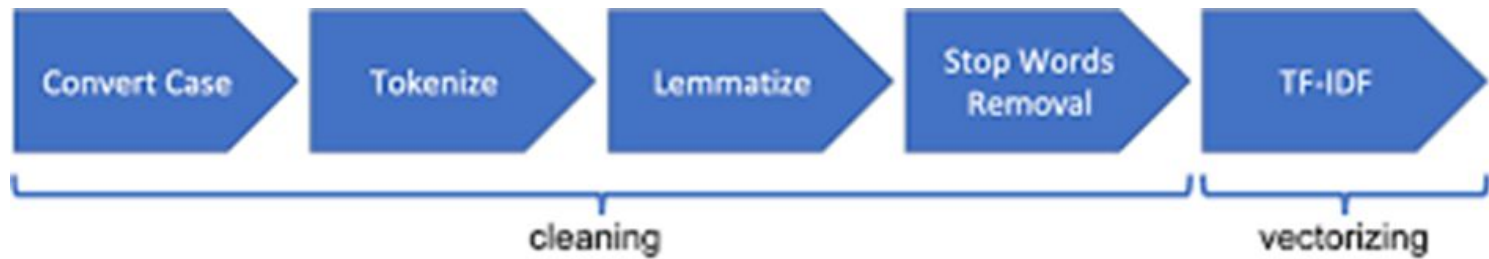 Convert Case
Tokenize
Lemmatize
Stop Words
Removal
TF-IDF
cleaning
vectorizing